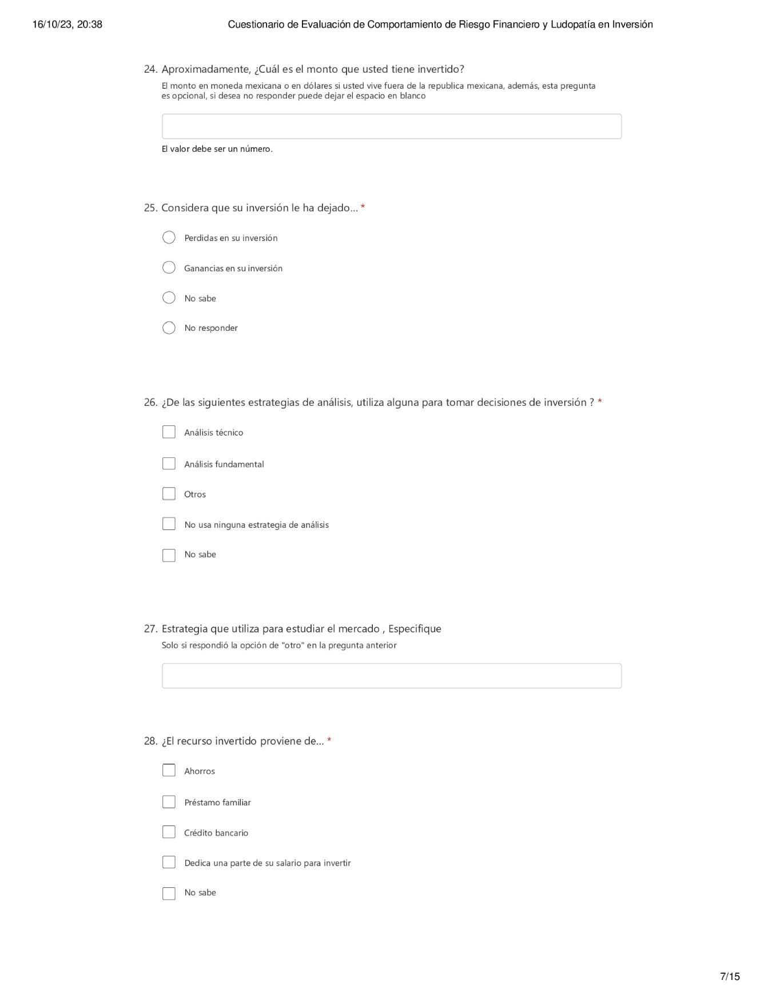 16/10/23, 20:38
Cuestionario de Evaluación de Comportamiento de Riesgo Financiero y Ludopatía en Inversión
24. Aproximadamente, ¿Cuál es el monto que usted tiene invertido?
El monto en moneda mexicana o en dólares si usted vive fuera de la republica mexicana, además, esta pregunta
es opcional, si desea no responder puede dejar el espacio en blanco
El valor debe ser un número.
25. Considera que su inversión le ha dejado... *
Perdidas en su inversión
Ganancias en su inversión
No sabe
No responder
26. ¿De las siguientes estrategias de análisis, utiliza alguna para tomar decisiones de inversión ? *
Análisis técnico
Análisis fundamental
Otros
No usa ninguna estrategia de análisis
No sabe
27. Estrategia que utiliza para estudiar el mercado , Especifique
Solo si respondió la opción de "otro" en la pregunta anterior
28. ¿El recurso invertido proviene de... *
Ahorros
Préstamo familiar
Crédito bancario
Dedica una parte de su salario para invertir
No sabe
7/15